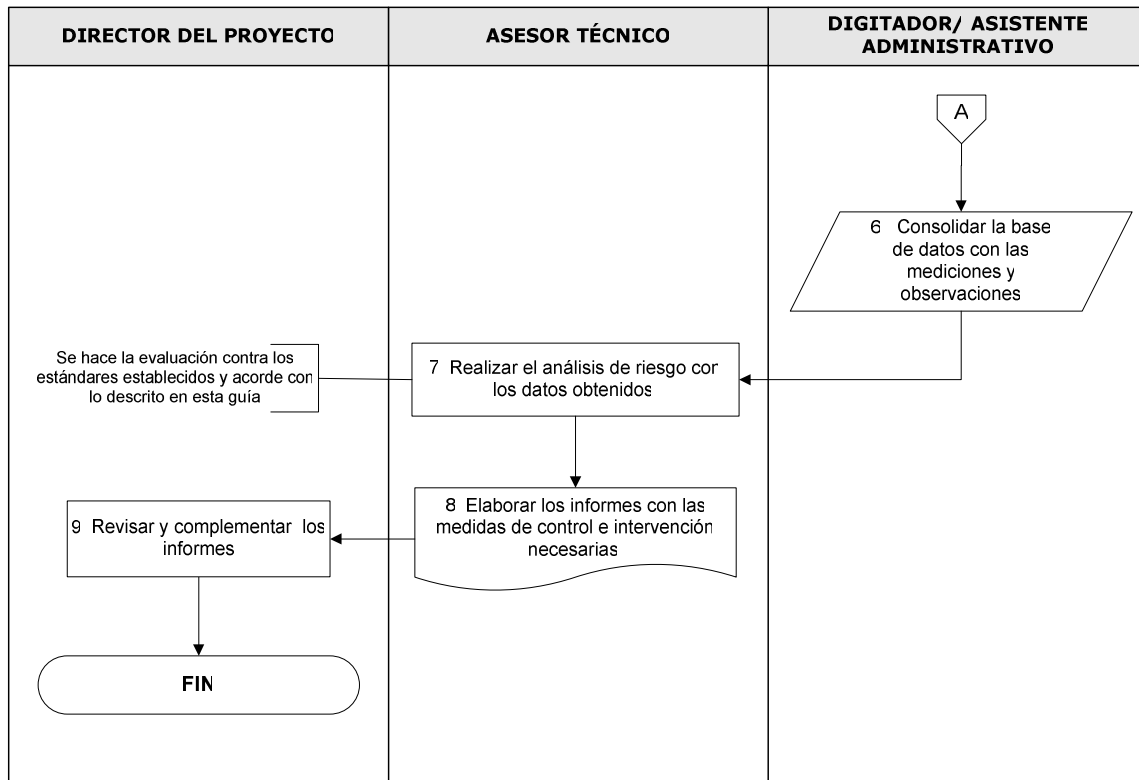 DIRECTOR DEL PROYECTO
ASESOR TÉCNICO
DIGITADOR/ ASISTENTE
ADMINISTRATIVO
A
6 Consolidar la base
de datos con las
mediciones y
observaciones
Se hace la evaluación contra los
estándares establecidos y acorde con
lo descrito en esta guía
7 Realizar el análisis de riesgo con
los datos obtenidos
8 Elaborar los informes con las
medidas de control e intervención
necesarias
9 Revisar y complementar los
informes
FIN